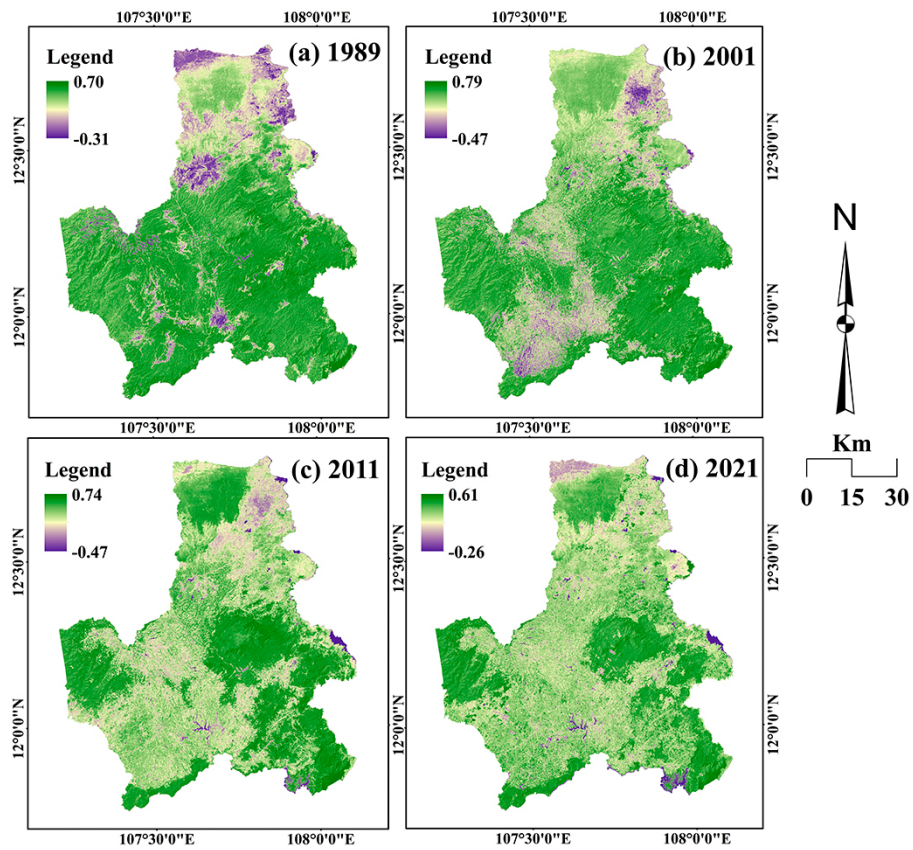 107°30'0"E 108°0'0"E 107°30'0"E 108°0'0"E
Legend (a) 1989
0.70
-0.31
Legend (b) 2001
0.79
-0.47
12°30'0"N 12°30'0"N 12°30'0"N
12°0'0"N 12°0'0"N 12°0'0"N
N
Km
0 15 30
107°30'0"E 108°0'0"E 107°30'0"E 108°0'0"E
Legend (c) 2011
0.74
-0.47
Legend (d) 2021
0.61
-0.26
12°30'0"N 12°30'0"N 12°30'0"N
12°0'0"N 12°0'0"N 12°0'0"N
107°30'0"E 108°0'0"E 107°30'0"E 108°0'0"E